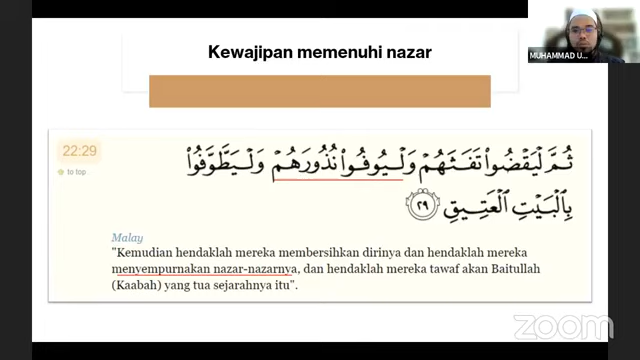 Kewajipan memenuhi nazar
MUHAMMAD U...
22:29
to top
ثُمَّ لْيَقْضُوا۟ تَفَثَهُمْ وَلْيُوفُوا۟ نُذُورَهُمْ وَلْيَطَّوَّفُوا۟
بِٱلْبَيْتِ ٱلْعَتِيقِ ٢٩
Malay
"Kemudian hendaklah mereka membersihkan dirinya dan hendaklah mereka
menyempurnakan nazar-nazarnya, dan hendaklah mereka tawaf akan Baitullah
(Kaabah) yang tua sejarahnya itu".
zoom